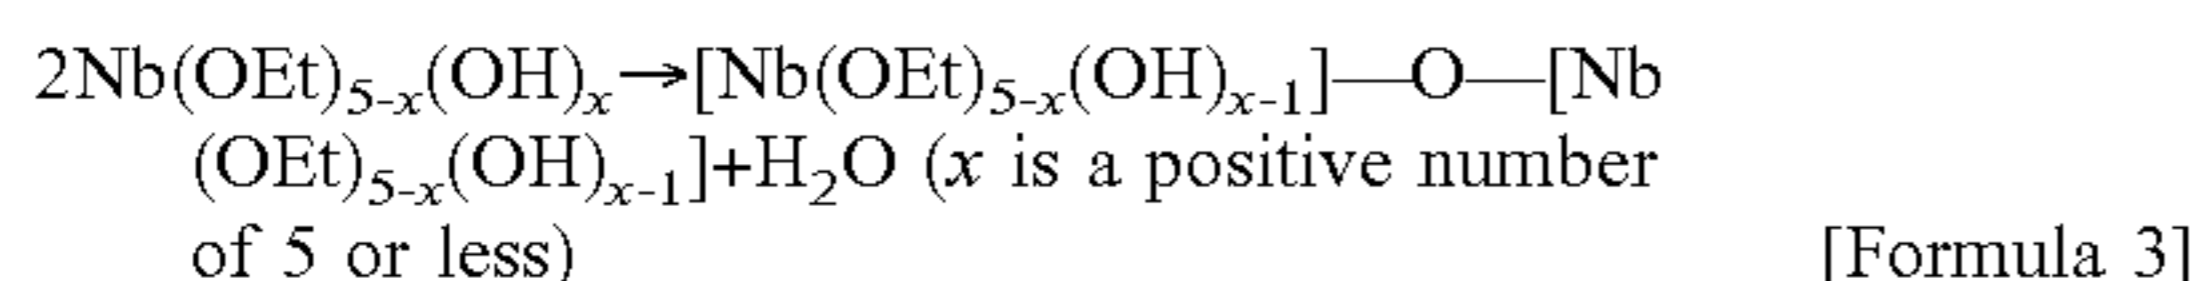 2Nb(OEt)₅₋ₓ(OH)ₓ→[Nb(OEt)₅₋ₓ(OH)ₓ₋₁]—O—[Nb
(OEt)₅₋ₓ(OH)ₓ₋₁]+H₂O (x is a positive number
of 5 or less) [Formula 3]